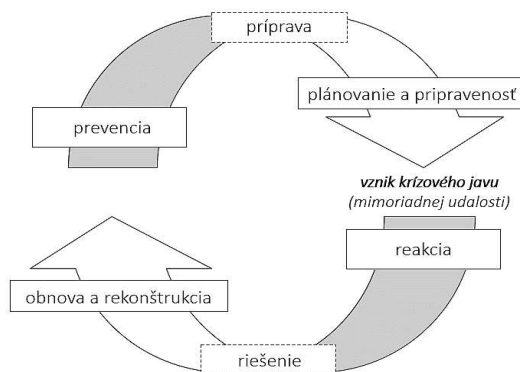 príprava
plánovanie a pripravenosť
prevencia
vznik krízového javu
(mimoriadnej udalosti)
reakcia
obnova a rekonštrukcia
riešenie